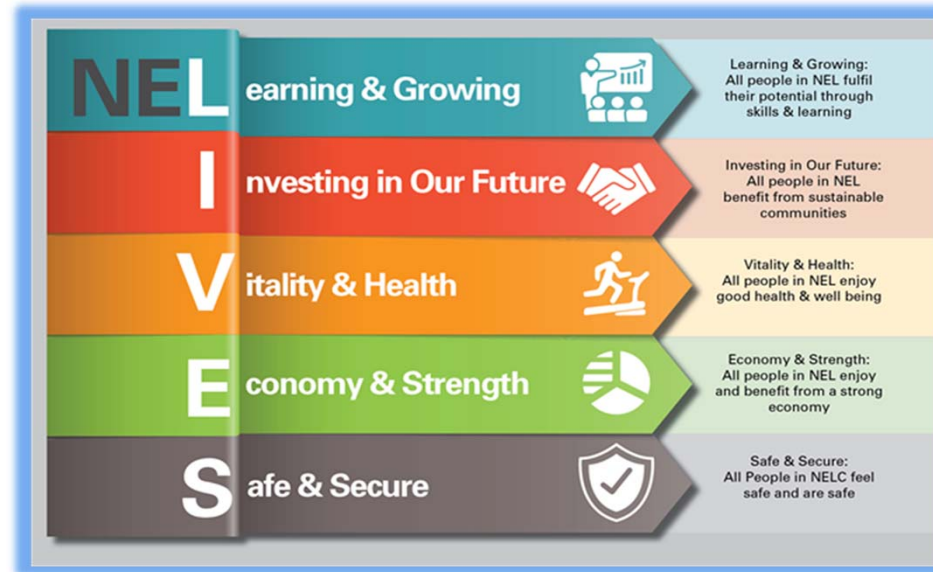 NEL earning & Growing
Learning & Growing:
All people in NEL fulfil
their potential through
skills & learning
I nvesting in Our Future
Investing in Our Future:
All people in NEL
benefit from sustainable
communities
V itality & Health
Vitality & Health:
All people in NEL enjoy
good health & well being
E conomy & Strength
Economy & Strength:
All people in NEL enjoy
and benefit from a strong
economy
S afe & Secure
Safe & Secure:
All People in NELC feel
safe and are safe